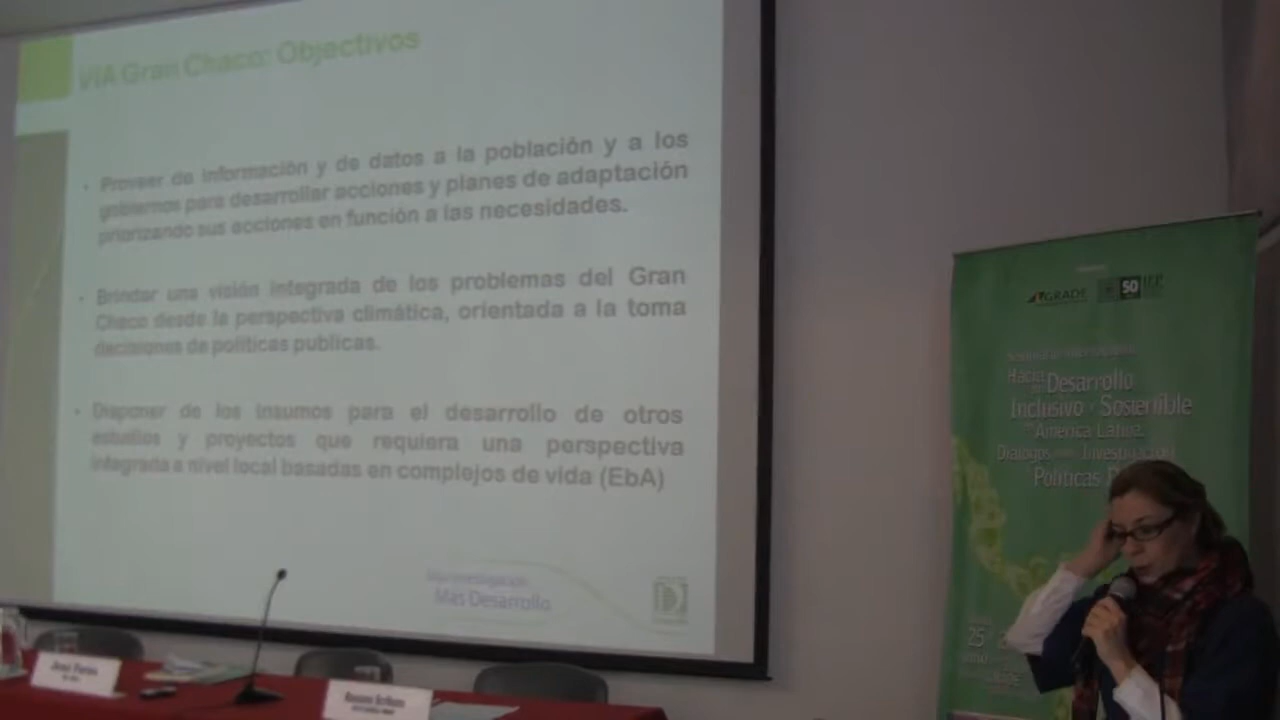 VIA Gran Chaco: Objectivos
Proveer de información y de datos a la población y a los
gobiernos para desarrollar acciones y planes de adaptación
priorizando sus acciones en función a las necesidades.
Brindar una visión integrada de los problemas del Gran
Chaco desde la perspectiva climática, orientada a la toma
decisiones de políticas publicas.
Disponer de los insumos para el desarrollo de otros
estudios y proyectos que requiera una perspectiva
integrada a nivel local basadas en complejos de vida (EbA)
Mas Desarrollo
GRADE
50
Hacia
Desarrollo
Inclusivo y Sostenible
en América Latina
Diálogos Investigación
Políticas
25